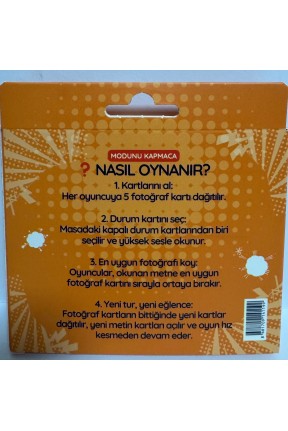 MODUNU KAPMACA
? NASIL OYNANIR?
1. Kartlarını al:
Her oyuncuya 5 fotoğraf kartı dağıtılır.
2. Durum kartını seç:
Masadaki kapalı durum kartlarından biri
seçilir ve yüksek sesle okunur.
3. En uygun fotoğrafı koy:
Oyuncular, okunan metne en uygun
fotoğraf kartını sırayla ortaya bırakır.
4. Yeni tur, yeni eğlence:
Fotoğraf kartların bittiğinde yeni kartlar
dağıtılır, yeni metin kartları açılır ve oyun hız
kesmeden devam eder.